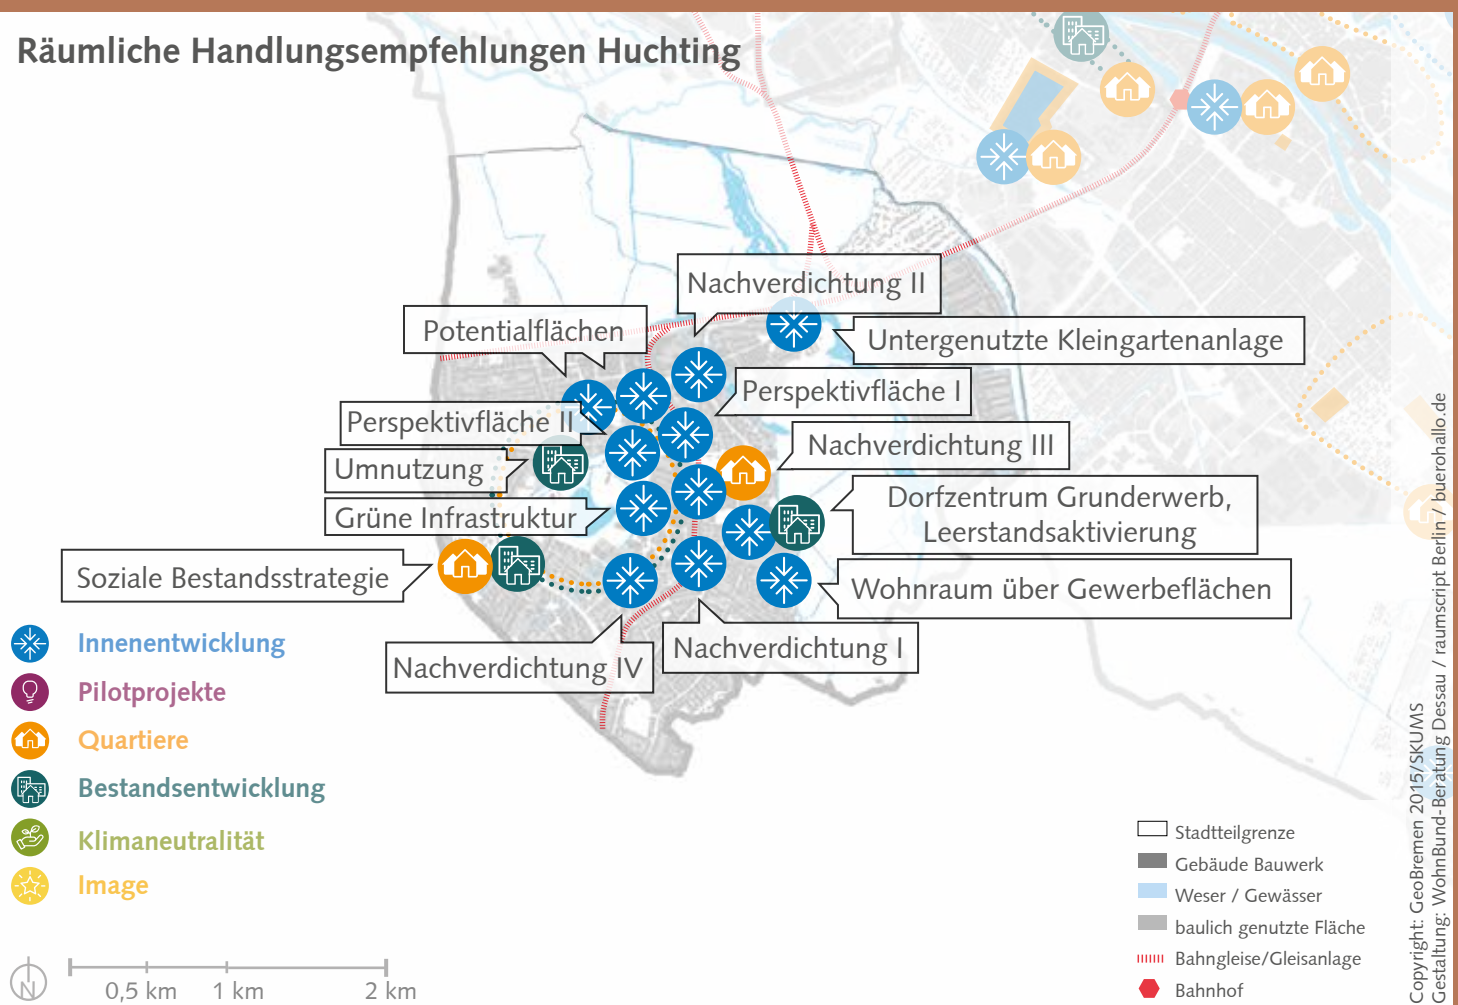 Räumliche Handlungsempfehlungen Huchting
Nachverdichtung II
Potentialflächen
Untergenutzte Kleingartenanlage
Perspektivfläche I
Perspektivfläche II
Nachverdichtung III
Umnutzung
Dorfzentrum Grunderwerb,
Leerstandsaktivierung
Grüne Infrastruktur
Soziale Bestandsstrategie
Wohnraum über Gewerbeflächen
Nachverdichtung I
Nachverdichtung IV
Innenentwicklung
Pilotprojekte
Quartiere
Bestandsentwicklung
Klimaneutralität
Image
N
0,5 km 1 km 2 km
Stadtteilgrenze
Gebäude Bauwerk
Weser / Gewässer
baulich genutzte Fläche
Bahngleise/Gleisanlage
Bahnhof
Copyright: GeoBremen 2015/SKUMS
Gestaltung: WohnBund-Beratung Dessau / raumscript Berlin / buerohallo.de